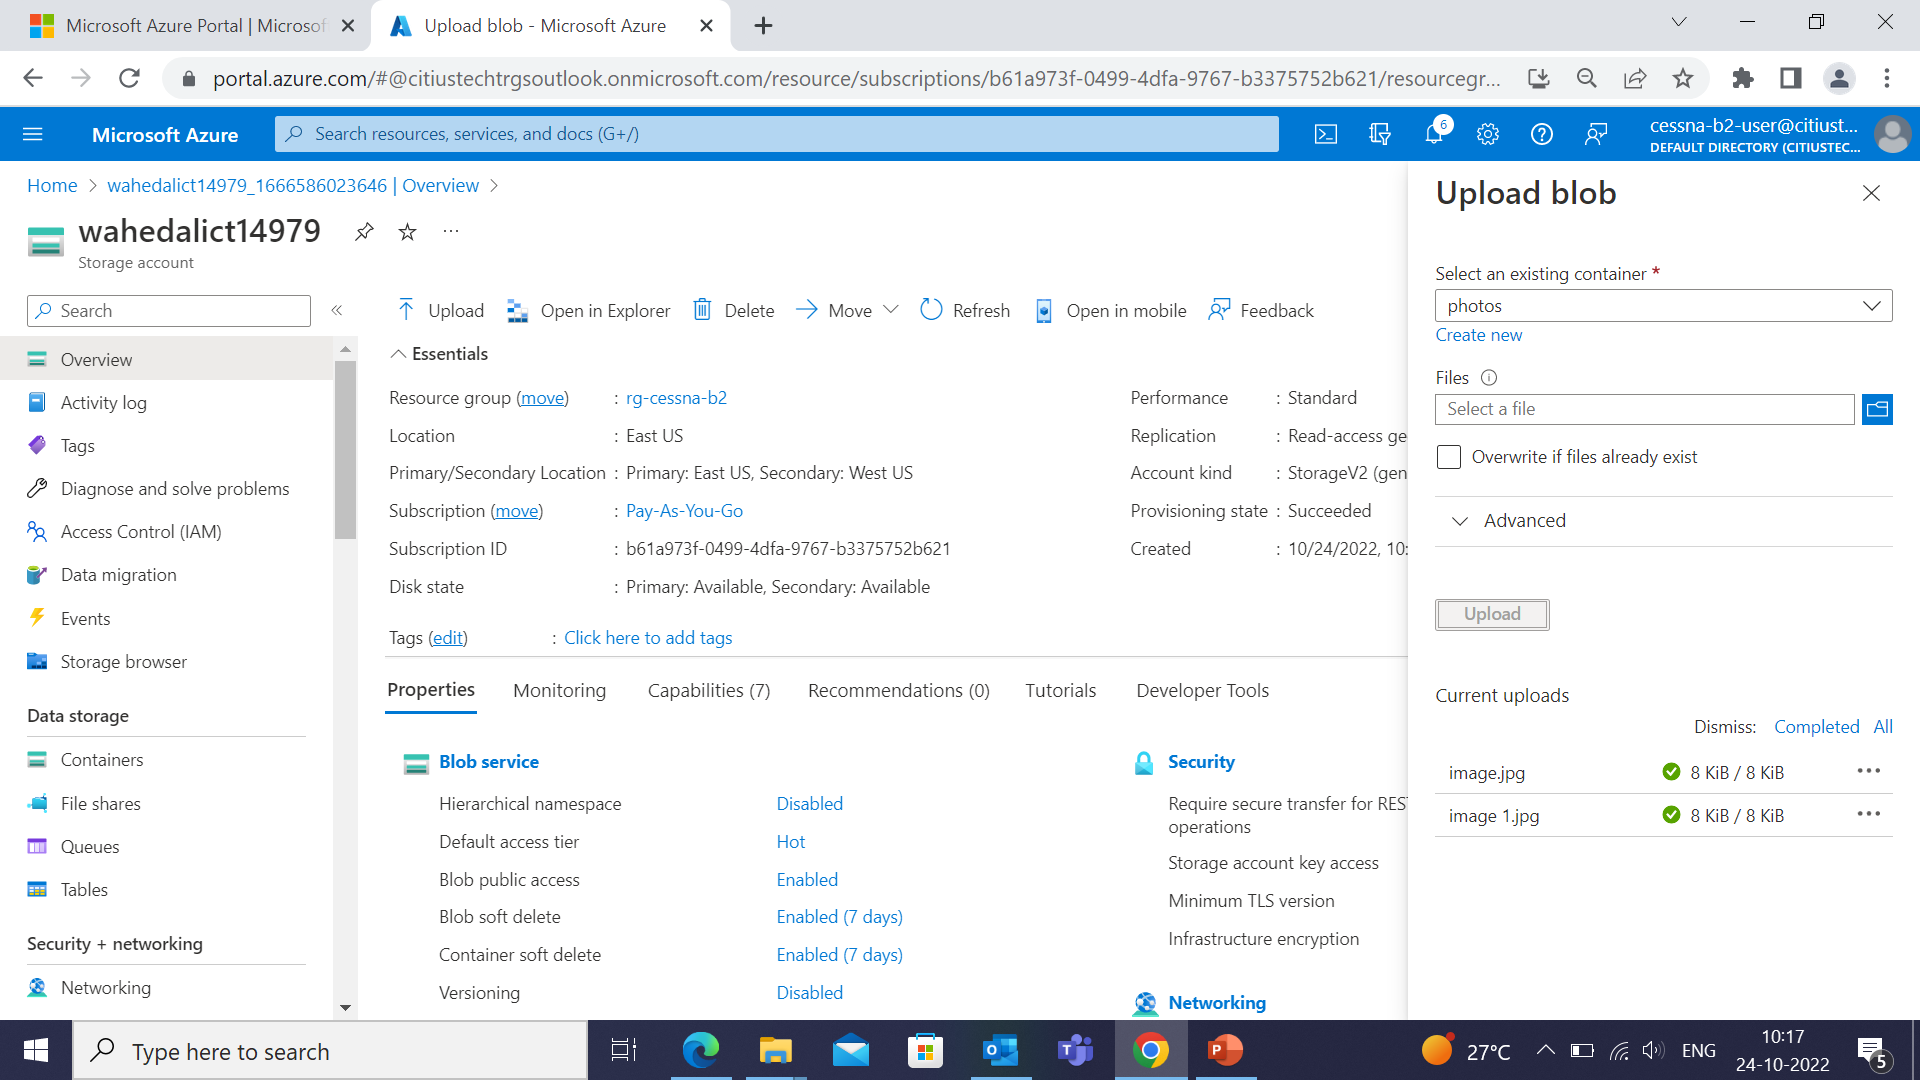 Microsoft Azure Portal | Microsof
Upload blob - Microsoft Azure
portal.azure.com/#@citiustechtrgsoutlook.onmicrosoft.com/resource/subscriptions/b61a973f-0499-4dfa-9767-b3375752b621/resourcegr...
Microsoft Azure
Search resources, services, and docs (G+/)
6
cessna-b2-user@citiust...
DEFAULT DIRECTORY (CITIUSTEC...
Home > wahedalict14979_1666586023646 | Overview >
wahedalict14979
Storage account
Search
Overview
Activity log
Tags
Diagnose and solve problems
Access Control (IAM)
Data migration
Events
Storage browser
Data storage
Containers
File shares
Queues
Tables
Security + networking
Networking
Upload Open in Explorer Delete Move Refresh Open in mobile Feedback
Essentials
Resource group (move) : rg-cessna-b2
Location : East US
Primary/Secondary Location : Primary: East US, Secondary: West US
Subscription (move) : Pay-As-You-Go
Subscription ID : b61a973f-0499-4dfa-9767-b3375752b621
Disk state : Primary: Available, Secondary: Available
Tags (edit) : Click here to add tags
Performance : Standard
Replication : Read-access ge
Account kind : StorageV2 (gen
Provisioning state : Succeeded
Created : 10/24/2022, 10:
Properties Monitoring Capabilities (7) Recommendations (0) Tutorials Developer Tools
Blob service
Hierarchical namespace Disabled
Default access tier Hot
Blob public access Enabled
Blob soft delete Enabled (7 days)
Container soft delete Enabled (7 days)
Versioning Disabled
Security
Require secure transfer for REST
operations
Storage account key access
Minimum TLS version
Infrastructure encryption
Networking
Upload blob
Select an existing container *
photos
Create new
Files
Select a file
Overwrite if files already exist
Advanced
Upload
Current uploads
Dismiss: Completed All
image.jpg 8 KiB / 8 KiB
image 1.jpg 8 KiB / 8 KiB
Type here to search
27°C
ENG
10:17
24-10-2022
5